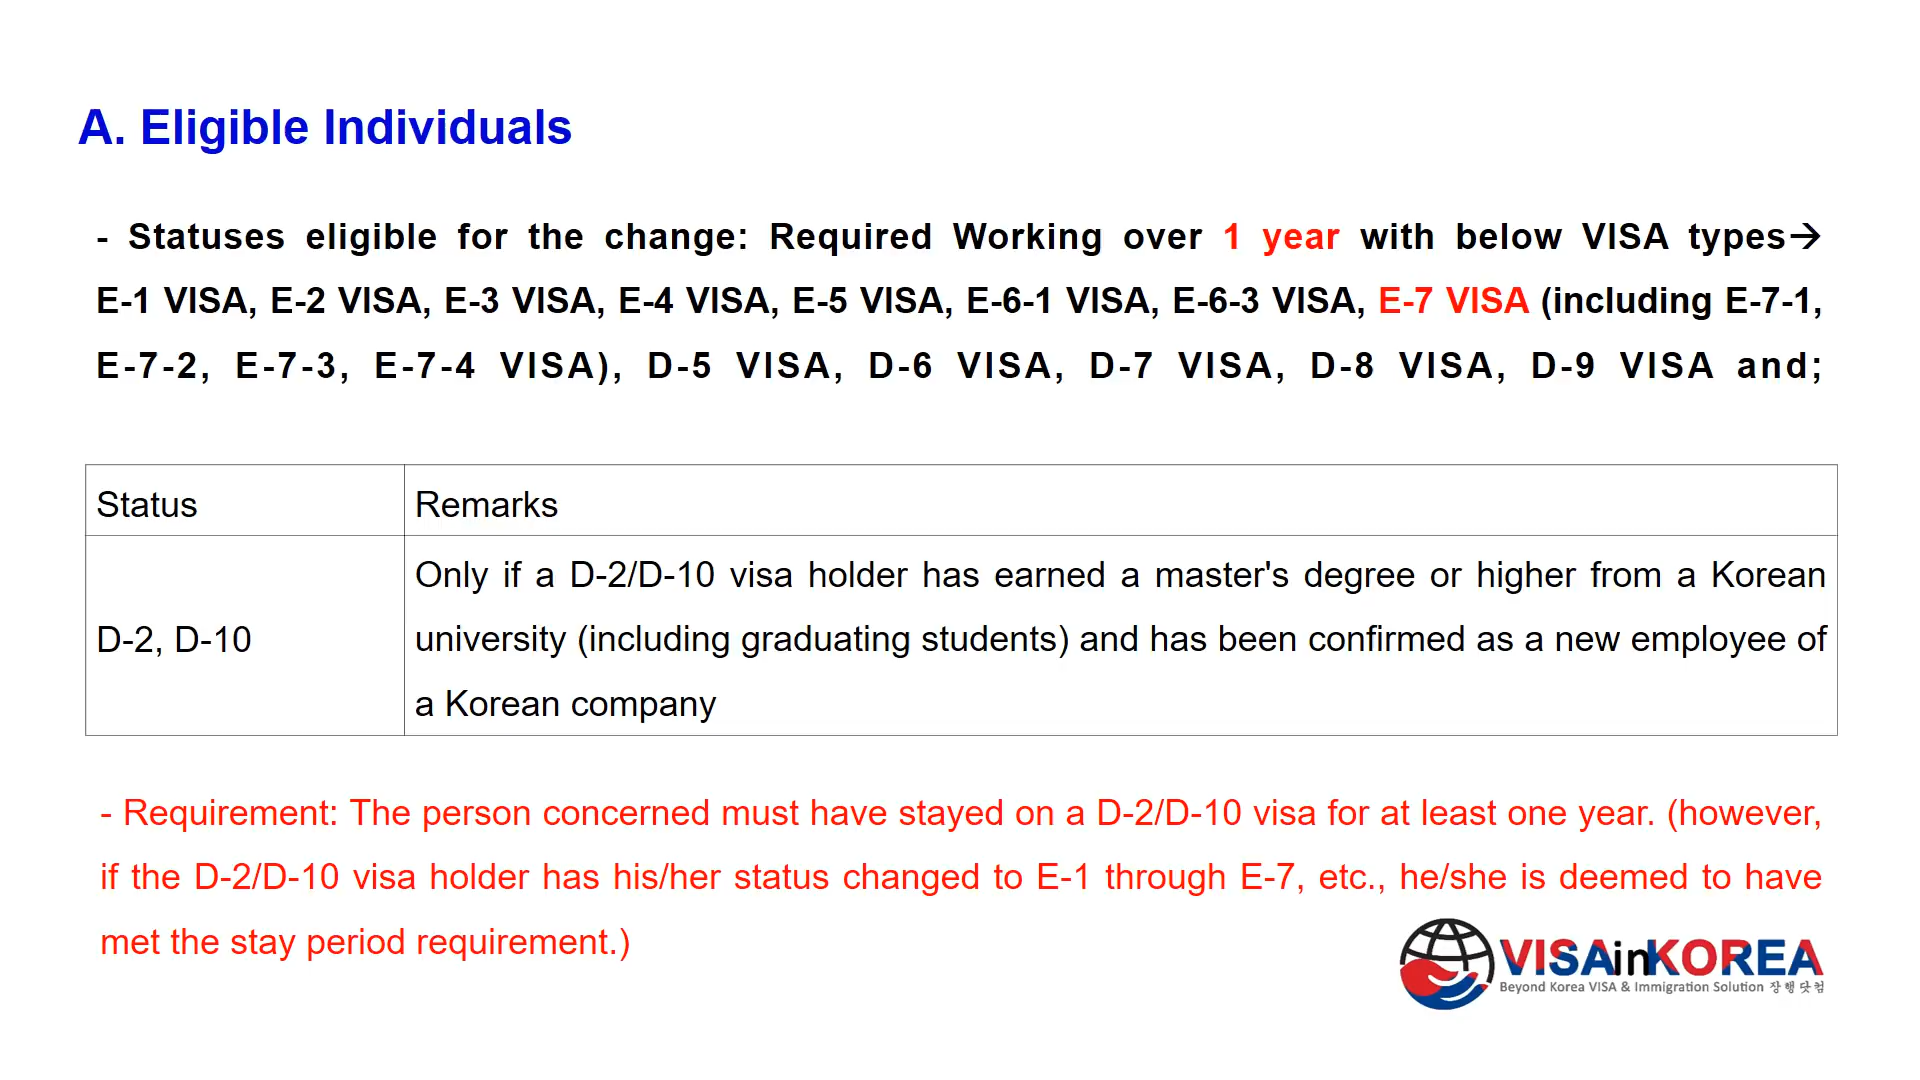 A. Eligible Individuals
- Statuses eligible for the change: Required Working over 1 year with below VISA types→
E-1 VISA, E-2 VISA, E-3 VISA, E-4 VISA, E-5 VISA, E-6-1 VISA, E-6-3 VISA, E-7 VISA (including E-7-1,
E-7-2, E-7-3, E-7-4 VISA), D-5 VISA, D-6 VISA, D-7 VISA, D-8 VISA, D-9 VISA and;
Status
Remarks
D-2, D-10
Only if a D-2/D-10 visa holder has earned a master's degree or higher from a Korean
university (including graduating students) and has been confirmed as a new employee of
a Korean company
- Requirement: The person concerned must have stayed on a D-2/D-10 visa for at least one year. (however,
if the D-2/D-10 visa holder has his/her status changed to E-1 through E-7, etc., he/she is deemed to have
met the stay period requirement.)
VISAinKOREA
Beyond Korea VISA & Immigration Solution 장행닷컴